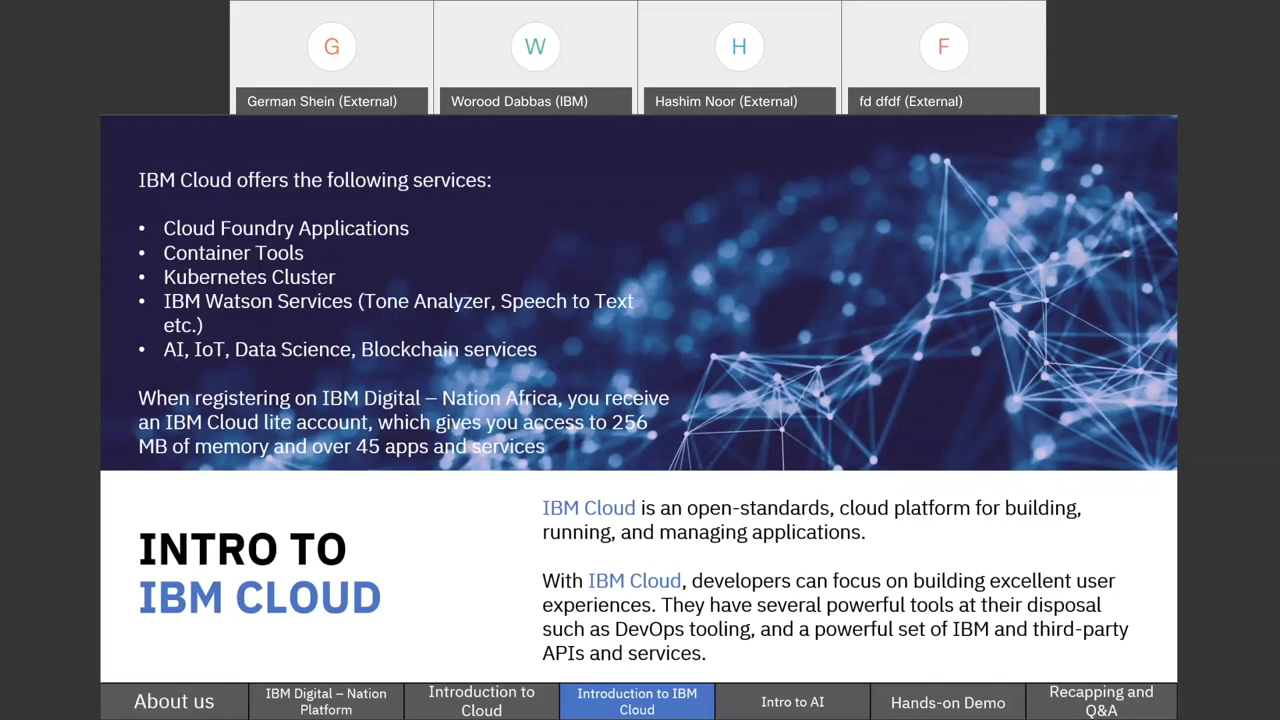 G
W
H
F
German Shein (External)
Worood Dabbas (IBM)
Hashim Noor (External)
fd dfdf (External)
IBM Cloud offers the following services:
• Cloud Foundry Applications
• Container Tools
• Kubernetes Cluster
• IBM Watson Services (Tone Analyzer, Speech to Text
etc.)
• AI, IoT, Data Science, Blockchain services
When registering on IBM Digital – Nation Africa, you receive
an IBM Cloud lite account, which gives you access to 256
MB of memory and over 45 apps and services
INTRO TO
IBM CLOUD
IBM Cloud is an open-standards, cloud platform for building,
running, and managing applications.
With IBM Cloud, developers can focus on building excellent user
experiences. They have several powerful tools at their disposal
such as DevOps tooling, and a powerful set of IBM and third-party
APIs and services.
About us
IBM Digital – Nation
Platform
Introduction to
Cloud
Introduction to IBM
Cloud
Intro to AI
Hands-on Demo
Recapping and
Q&A